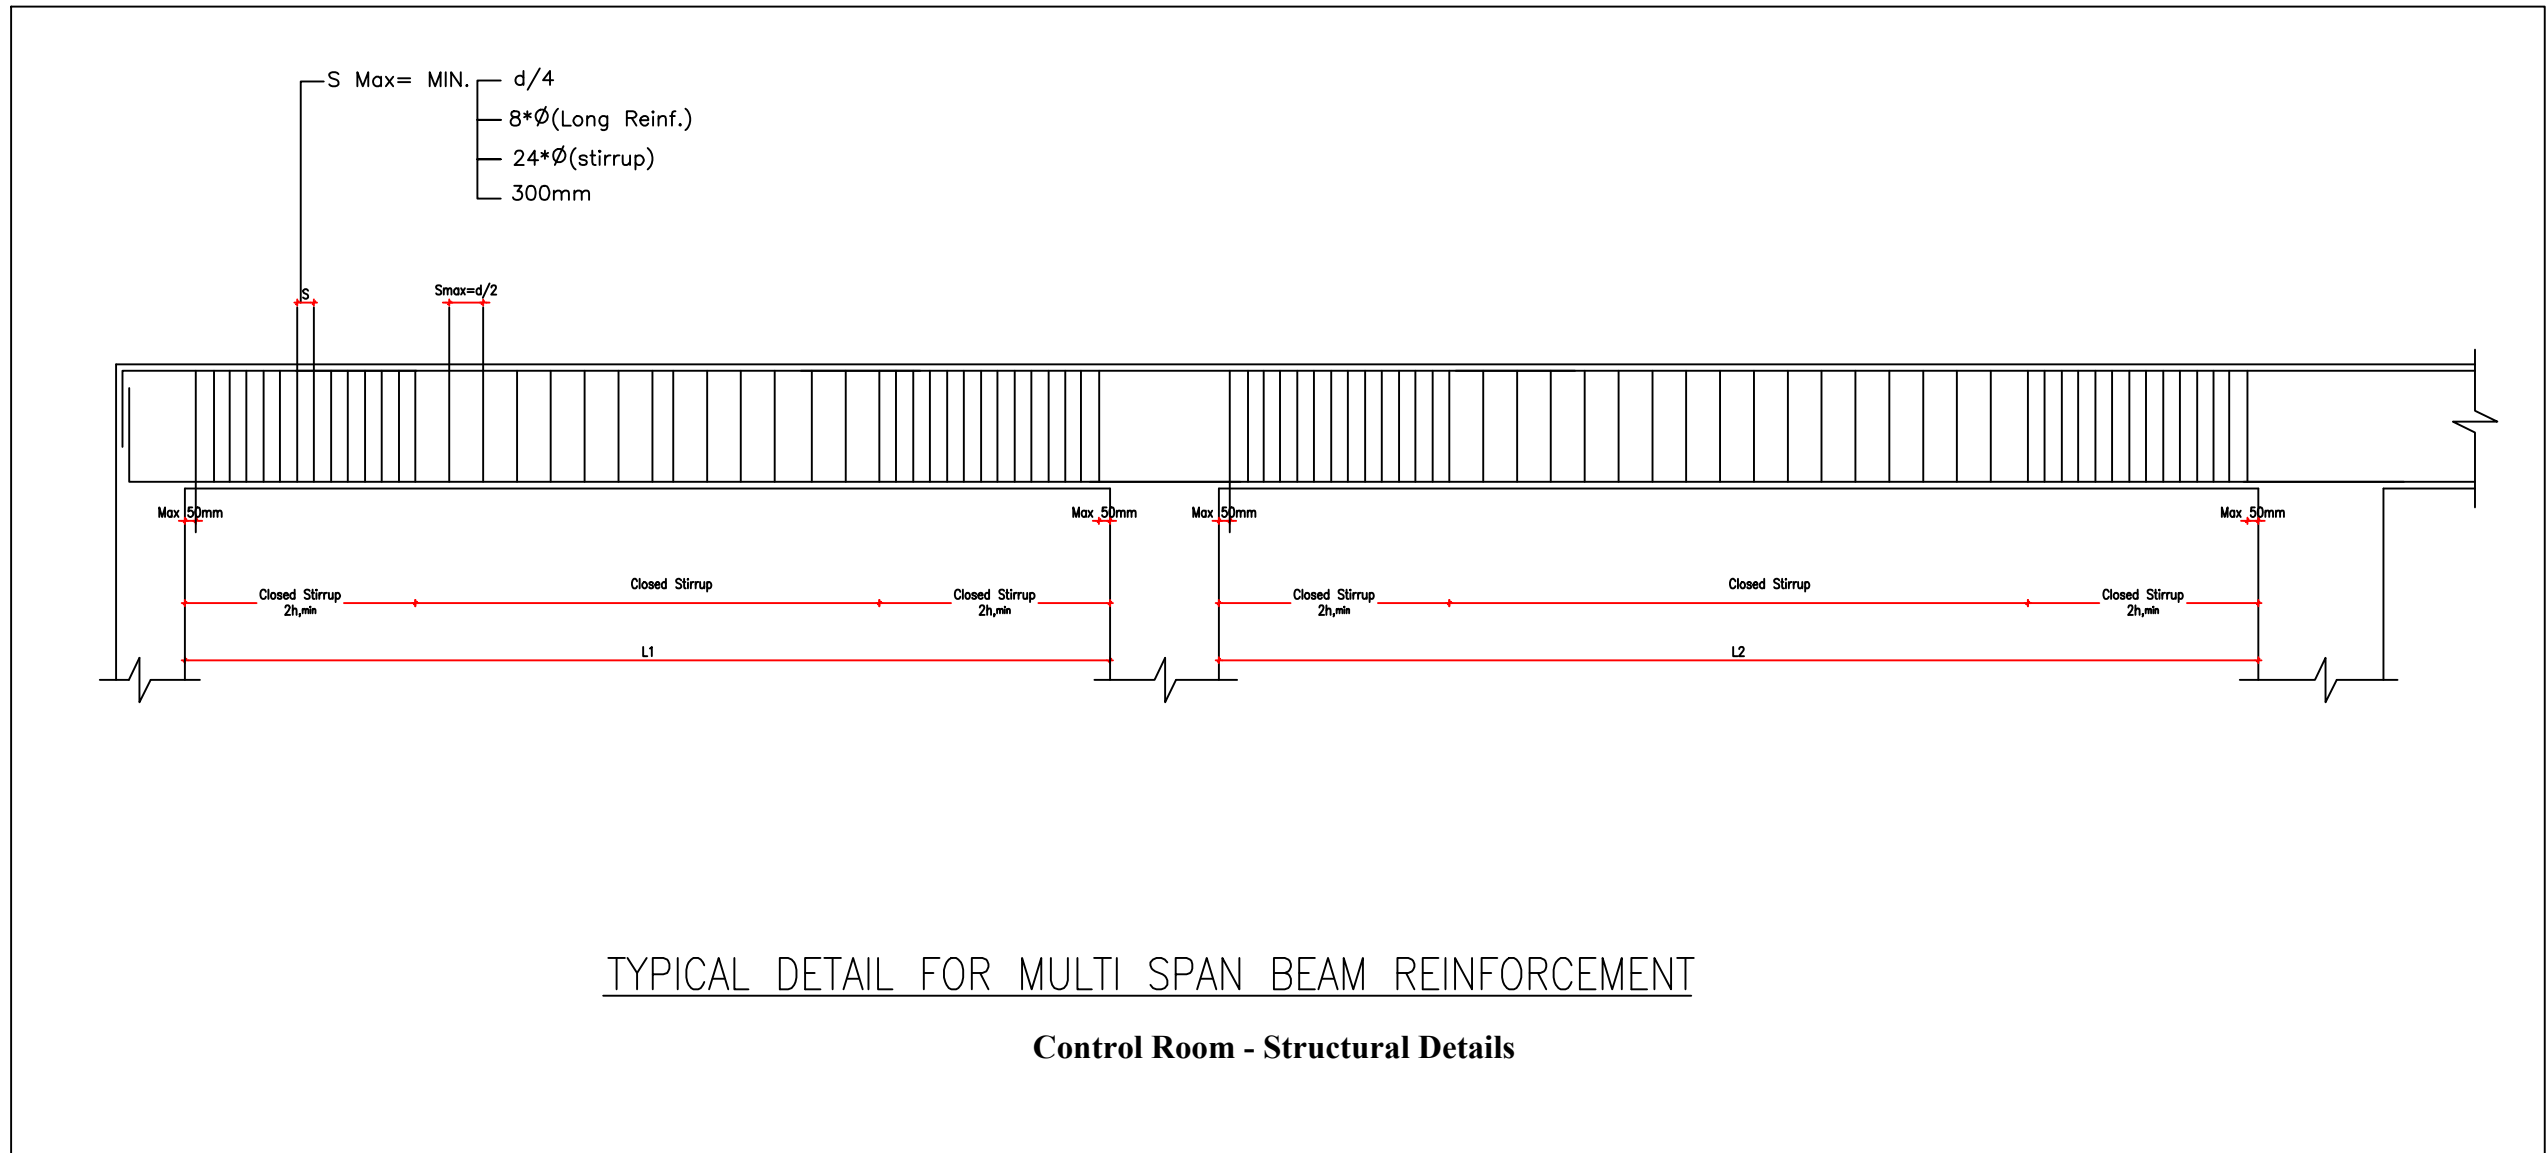 S Max= MIN.
d/4
8*Ø(Long Reinf.)
24*Ø(stirrup)
300mm
S
Smax=d/2
Max 50mm
Max 50mm
Max 50mm
Max 50mm
Closed Stirrup
2h,min
Closed Stirrup
Closed Stirrup
2h,min
Closed Stirrup
2h,min
Closed Stirrup
Closed Stirrup
2h,min
L1
L2
TYPICAL DETAIL FOR MULTI SPAN BEAM REINFORCEMENT
Control Room - Structural Details